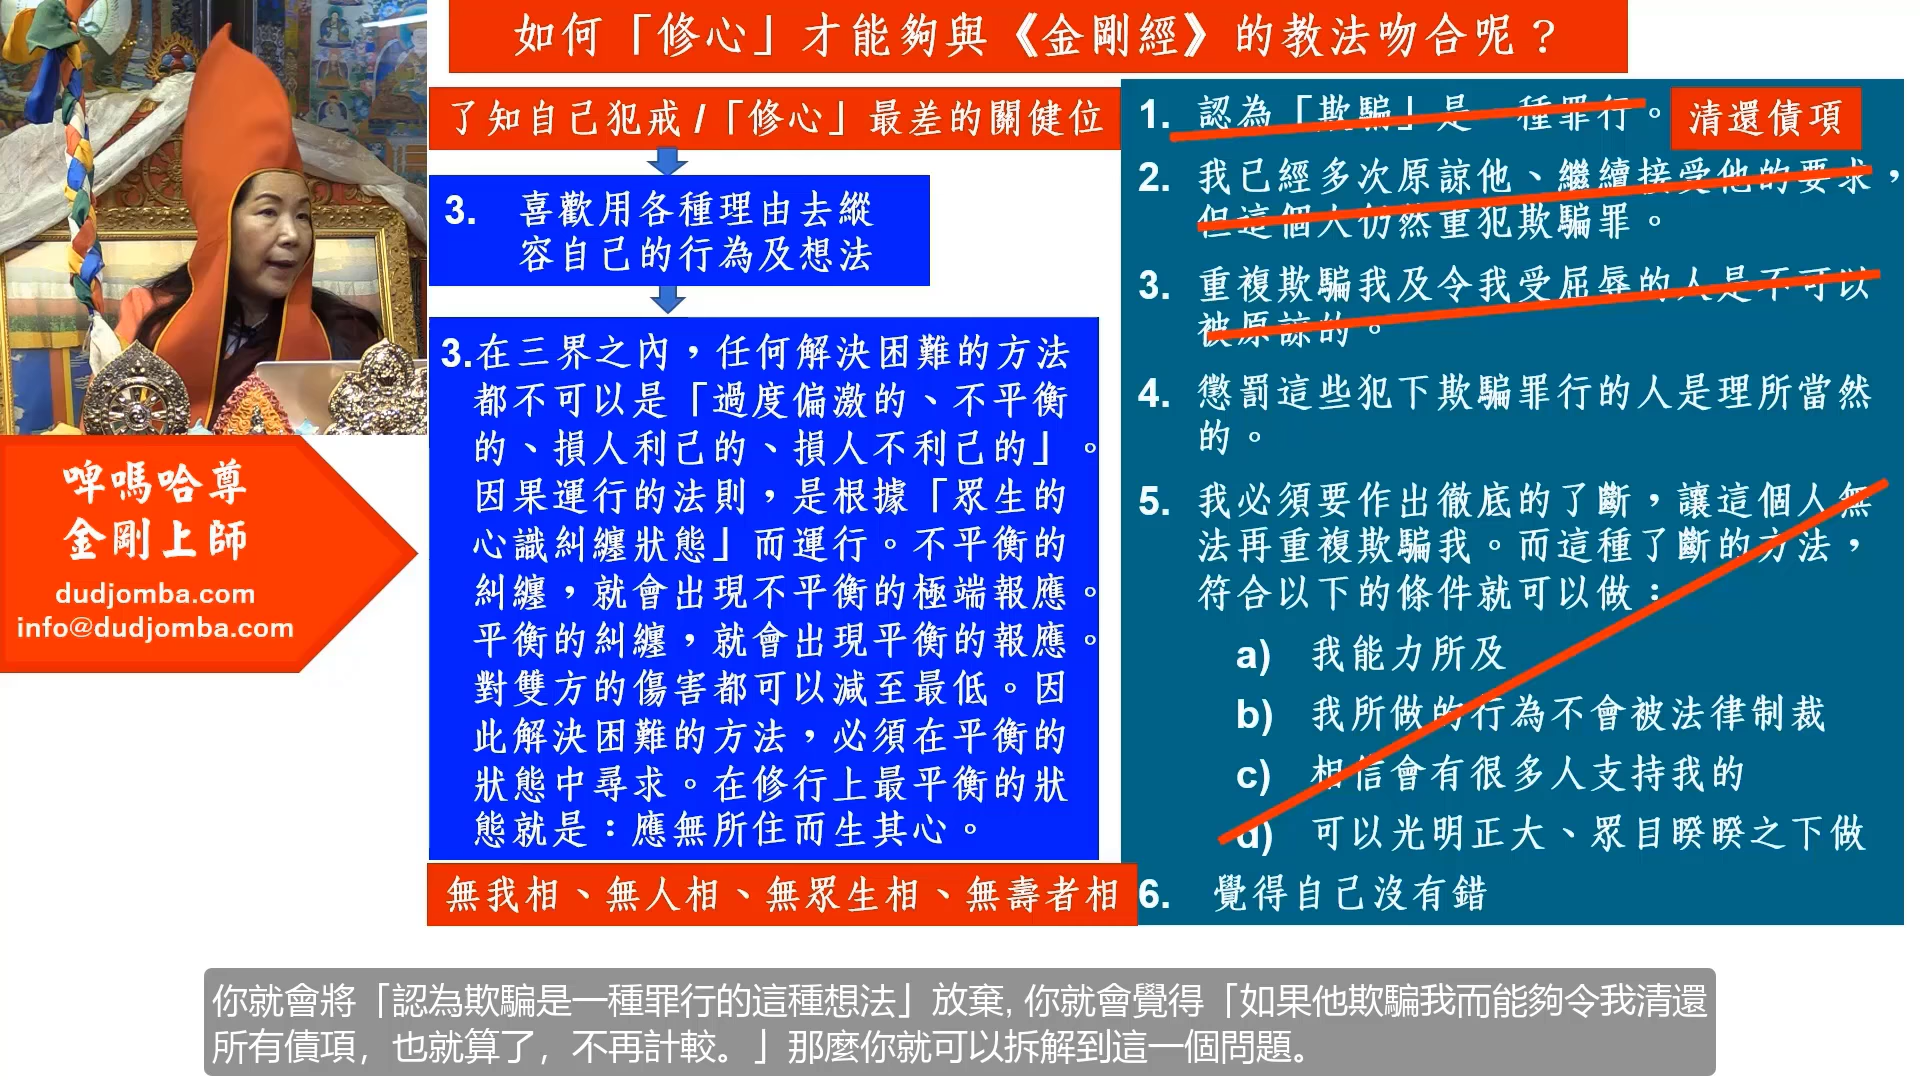 如何「修心」才能夠與《金剛經》的教法吻合呢？
了知自己犯戒 /「修心」最差的關健位
3. 喜歡用各種理由去縱
容自己的行為及想法
3.在三界之內，任何解決困難的方法
都不可以是「過度偏激的、不平衡
的、損人利己的、損人不利己的」。
因果運行的法則，是根據「眾生的
心識糾纏狀態」而運行。不平衡的
糾纏，就會出現不平衡的極端報應。
平衡的糾纏，就會出現平衡的報應。
對雙方的傷害都可以減至最低。因
此解決困難的方法，必須在平衡的
狀態中尋求。在修行上最平衡的狀
態就是：應無所住而生其心。
無我相、無人相、無眾生相、無壽者相
1. 認為「欺騙」是一種罪行。
清還債項
2. 我已經多次原諒他、繼續接受他的要求，
但這個人仍然重犯欺騙罪。
3. 重複欺騙我及令我受屈辱的人是不可以
被原諒的。
4. 懲罰這些犯下欺騙罪行的人是理所當然
的。
5. 我必須要作出徹底的了斷，讓這個人無
法再重複欺騙我。而這種了斷的方法，
符合以下的條件就可以做：
a) 我能力所及
b) 我所做的行為不會被法律制裁
c) 相信會有很多人支持我的
d) 可以光明正大、眾目睽睽之下做
6. 覺得自己沒有錯
啤嗎哈尊
金剛上師
dudjomba.com
info@dudjomba.com
你就會將「認為欺騙是一種罪行的這種想法」放棄, 你就會覺得「如果他欺騙我而能夠令我清還
所有債項，也就算了，不再計較。」那麼你就可以拆解到這一個問題。